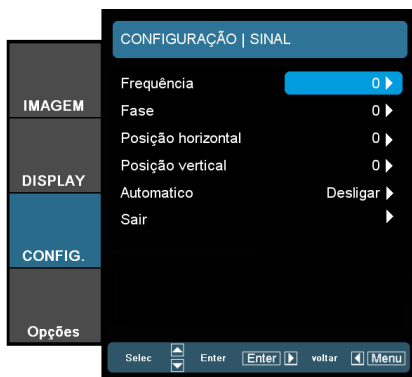 CONFIGURAÇÃO | SINAL
Frequência 0
Fase 0
Posição horizontal 0
Posição vertical 0
Automatico Desligar
Sair
IMAGEM
DISPLAY
CONFIG.
Opções
Selec Enter Enter voltar Menu